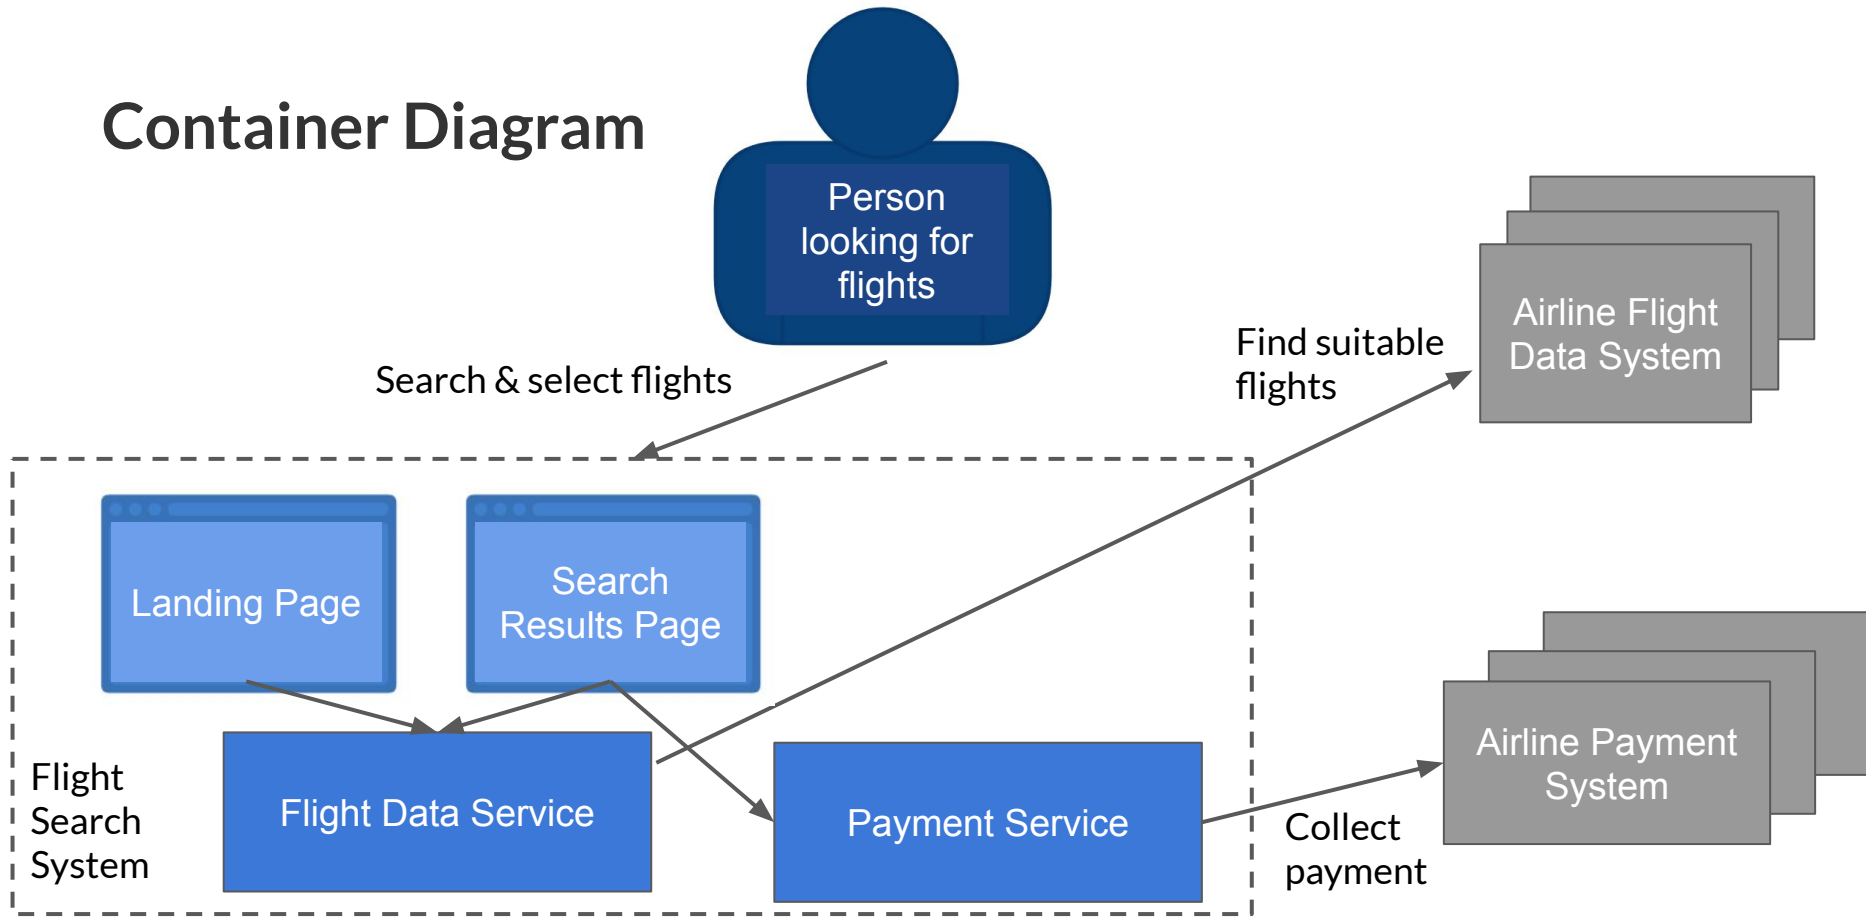 Container Diagram
Person
looking for
flights
Search & select flights
Find suitable
flights
Airline Flight
Data System
Landing Page
Search
Results Page
Flight
Search
System
Flight Data Service
Payment Service
Collect
payment
Airline Payment
System